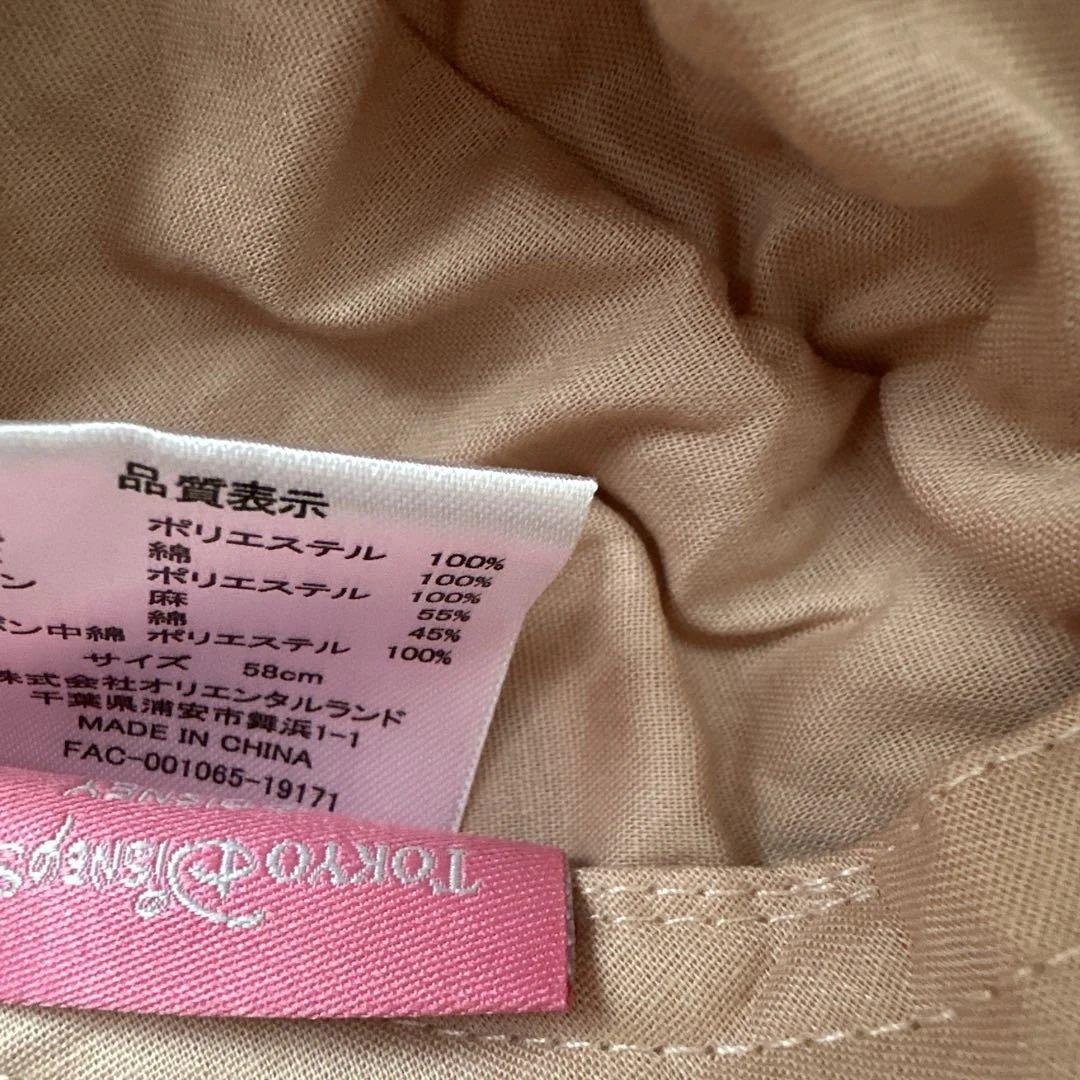 品質表示
ポリエステル 100%
綿 100%
ン ポリエステル 100%
麻 55%
綿 45%
ボン中綿 ポリエステル 100%
サイズ 58cm
株式会社オリエンタルランド
千葉県浦安市舞浜1-1
MADE IN CHINA
FAC-001065-19171
DISNEY
TOKYO DISNEY